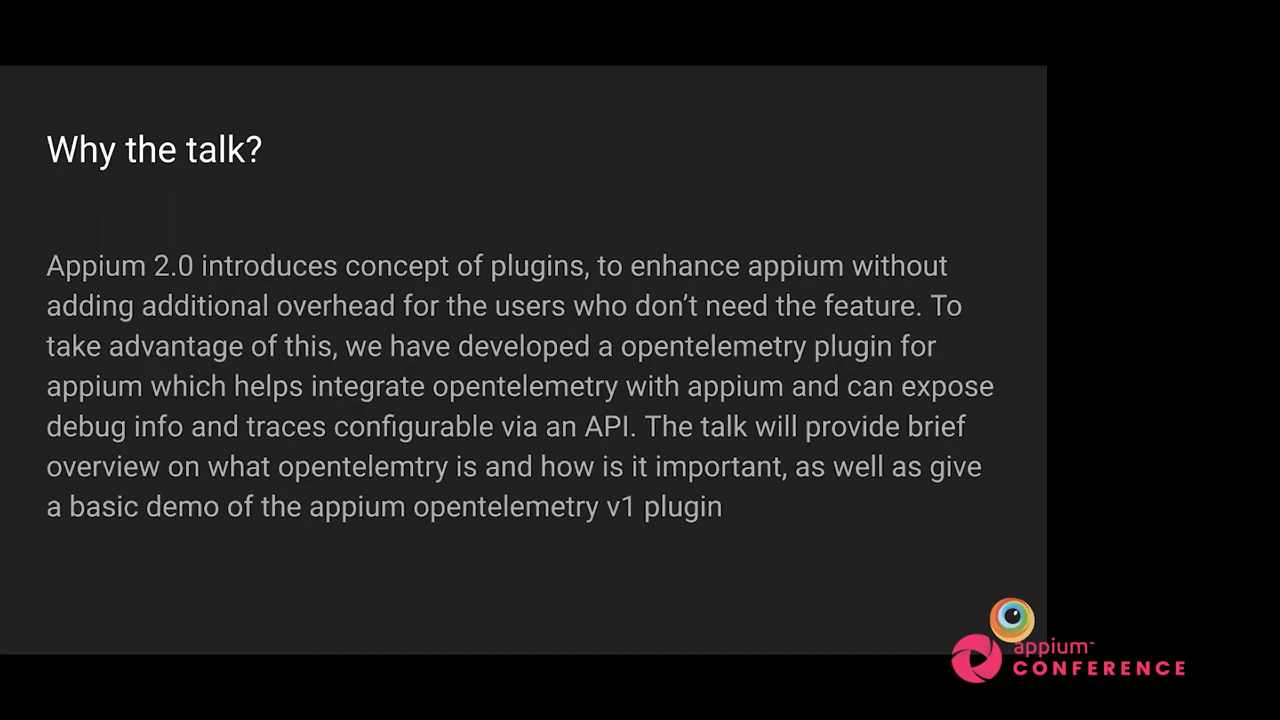 Why the talk?
Appium 2.0 introduces concept of plugins, to enhance appium without
adding additional overhead for the users who don’t need the feature. To
take advantage of this, we have developed a opentelemetry plugin for
appium which helps integrate opentelemetry with appium and can expose
debug info and traces configurable via an API. The talk will provide brief
overview on what opentelemtry is and how is it important, as well as give
a basic demo of the appium opentelemetry v1 plugin
appium™
CONFERENCE